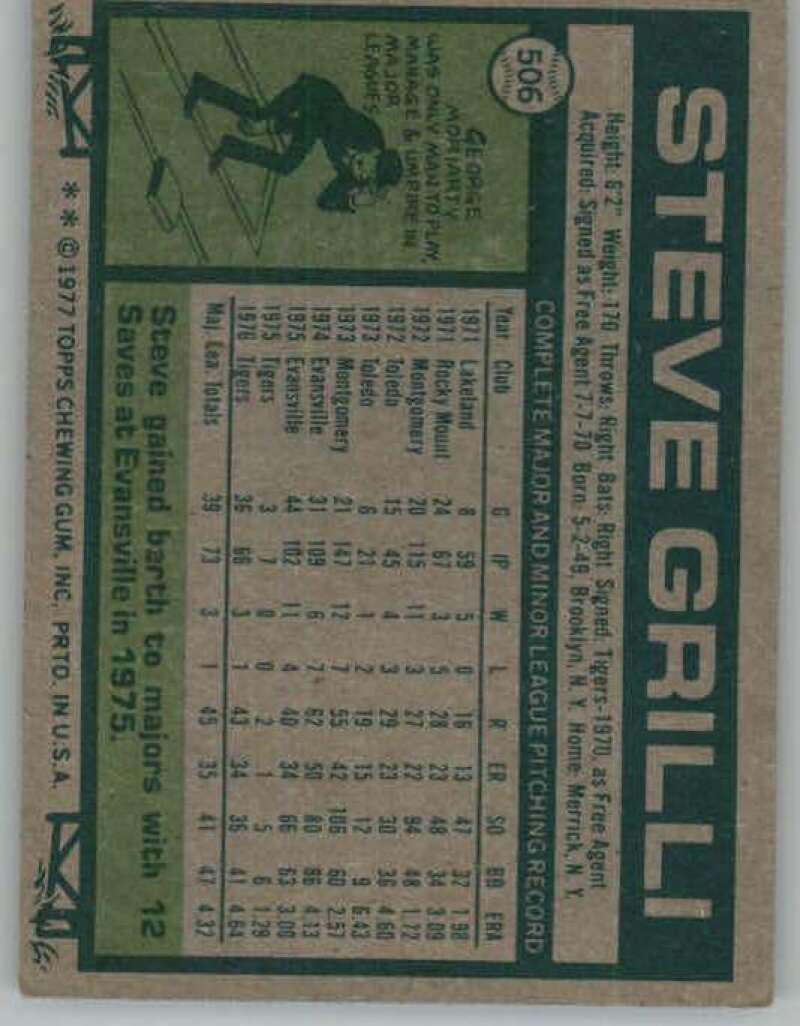 506
STEVE GRILLI
Height: 6'2" Weight: 170 Throws: Right Bats: Right Signed: Tigers-1970, as Free Agent
Acquired: Signed as Free Agent 7-7-70 Born: 5-2-49, Brooklyn, N. Y. Home: Merrick, N. Y.
GEORGE
MORIARTY
WAS ONLY MAN TO PLAY,
MANAGE & UMPIRE IN
MAJOR
LEAGUES.
COMPLETE MAJOR AND MINOR LEAGUE PITCHING RECORD
Year Club G IP W L R ER SO BB ERA
1971 Lakeland 8 59 5 0 16 13 47 37 1.98
1971 Rocky Mount 24 67 3 5 28 23 48 34 3.09
1972 Montgomery 20 115 11 3 27 22 94 48 1.72
1972 Toledo 15 45 4 3 29 23 30 36 4.60
1973 Toledo 6 21 1 2 19 15 12 9 6.43
1973 Montgomery 21 147 12 7 55 42 106 60 2.57
1974 Evansville 31 109 6 7 62 50 80 86 4.13
1975 Evansville 44 102 11 4 40 34 66 63 3.00
1975 Tigers 3 7 0 0 2 1 5 6 1.29
1976 Tigers 36 66 3 1 43 34 36 41 4.64
Maj. Lea. Totals 39 73 3 1 45 35 41 47 4.32
Steve gained berth to majors with 12
Saves at Evansville in 1975.
* * © 1977 TOPPS CHEWING GUM, INC. PRTD. IN U.S.A.